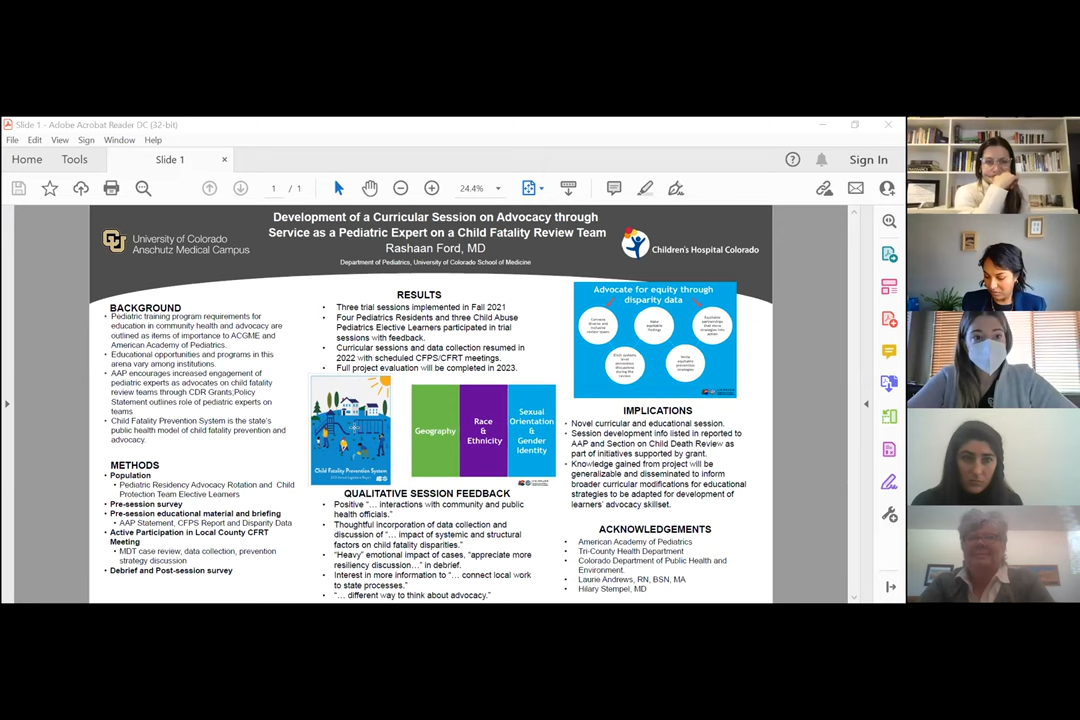 Slide 1 - Adobe Acrobat Reader DC (32-bit)
File Edit View Sign Window Help
Home Tools Slide 1 × Sign In
1 / 1 24.4%
Development of a Curricular Session on Advocacy through
Service as a Pediatric Expert on a Child Fatality Review Team
Rashaan Ford, MD
Department of Pediatrics, University of Colorado School of Medicine
CU
University of Colorado
Anschutz Medical Campus
Children's Hospital Colorado
BACKGROUND
• Pediatric training program requirements for
education in community health and advocacy are
outlined as items of importance to ACGME and
American Academy of Pediatrics.
• Educational opportunities and programs in this
arena vary among institutions.
• AAP encourages increased engagement of
pediatric experts as advocates on child fatality
review teams through CDR Grants;Policy
Statement outlines role of pediatric experts on
teams
• Child Fatality Prevention System is the state's
public health model of child fatality prevention and
advocacy.
METHODS
• Population
• Pediatric Residency Advocacy Rotation and Child
Protection Team Elective Learners
• Pre-session survey
• Pre-session educational material and briefing
• AAP Statement, CFPS Report and Disparity Data
• Active Participation in Local County CFRT
Meeting
• MDT case review, data collection, prevention
strategy discussion
• Debrief and Post-session survey
RESULTS
• Three trial sessions implemented in Fall 2021
• Four Pediatrics Residents and three Child Abuse
Pediatrics Elective Learners participated in trial
sessions with feedback.
• Curricular sessions and data collection resumed in
2022 with scheduled CFPS/CFRT meetings.
• Full project evaluation will be completed in 2023.
Child Fatality Prevention System
Geography
Race
&
Ethnicity
Sexual
Orientation
&
Gender
Identity
QUALITATIVE SESSION FEEDBACK
• Positive "... interactions with community and public
health officials."
• Thoughtful incorporation of data collection and
discussion of "... impact of systemic and structural
factors on child fatality disparities."
• "Heavy" emotional impact of cases, "appreciate more
resiliency discussion..." in debrief.
• Interest in more information to "... connect local work
to state processes."
• "... different way to think about advocacy."
Advocate for equity through
disparity data
IMPLICATIONS
• Novel curricular and educational session.
• Session development info listed in reported to
AAP and Section on Child Death Review as
part of initiatives supported by grant.
• Knowledge gained from project will be
generalizable and disseminated to inform
broader curricular modifications for educational
strategies to be adapted for development of
learners' advocacy skillset.
ACKNOWLEDGEMENTS
• American Academy of Pediatrics
• Tri-County Health Department
• Colorado Department of Public Health and
Environment.
• Laurie Andrews, RN, BSN, MA
• Hilary Stempel, MD